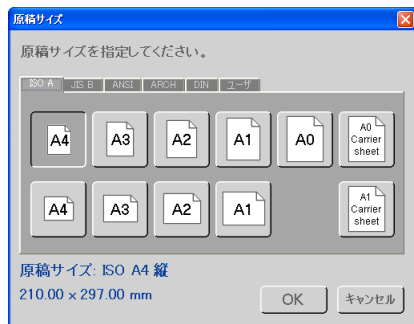 原稿サイズ
原稿サイズを指定してください。
ISO A JIS B ANSI ARCH DIN ユーザ
A4 A3 A2 A1 A0 A0 Carrier sheet
A4 A3 A2 A1 A1 Carrier sheet
原稿サイズ: ISO A4 縦
210.00 x 297.00 mm
OK キャンセル